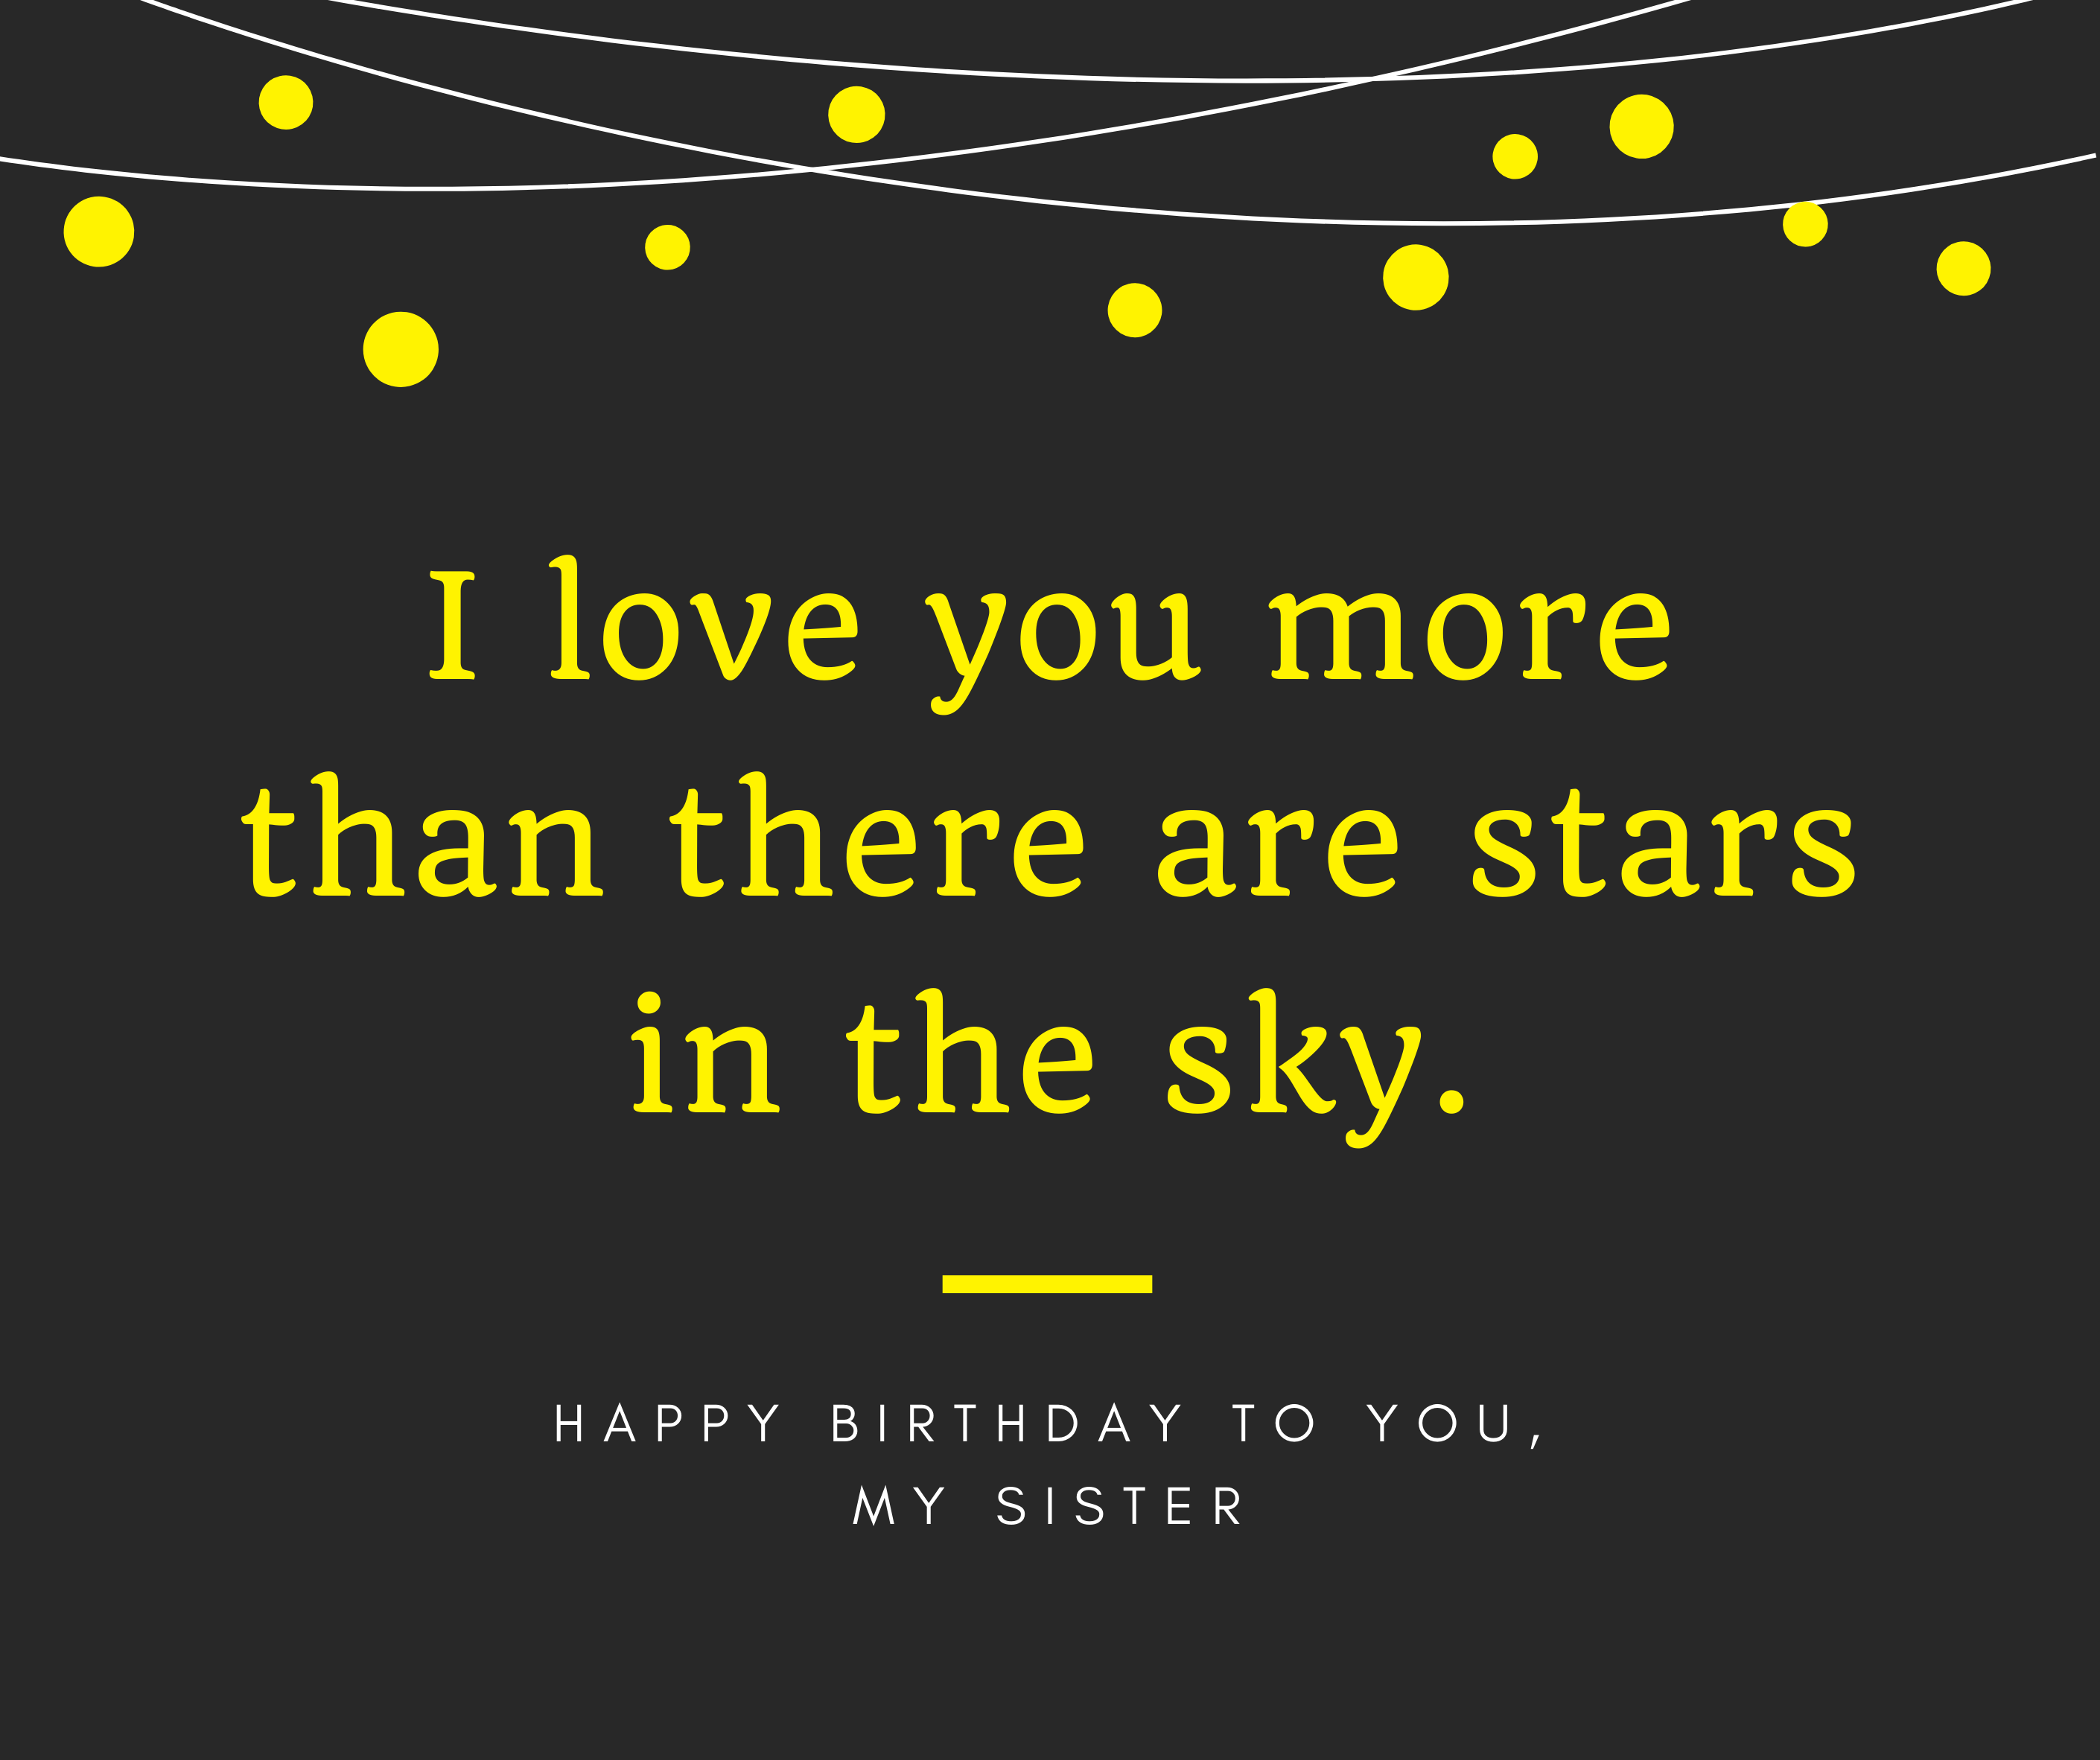 I love you more
than there are stars
in the sky.
HAPPY BIRTHDAY TO YOU,
MY SISTER